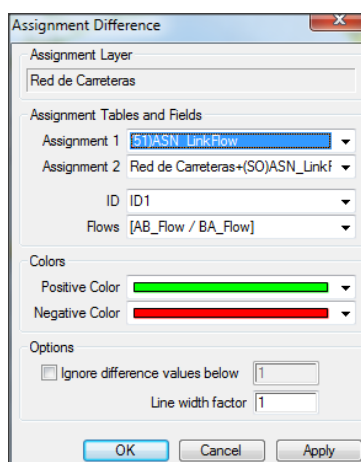 Assignment Difference
Assignment Layer
Red de Carreteras
Assignment Tables and Fields
Assignment 1 51)ASN_LinkFlow
Assignment 2 Red de Carreteras+(SO)ASN_LinkF
ID ID1
Flows [AB_Flow / BA_Flow]
Colors
Positive Color
Negative Color
Options
Ignore difference values below 1
Line width factor 1
OK Cancel Apply